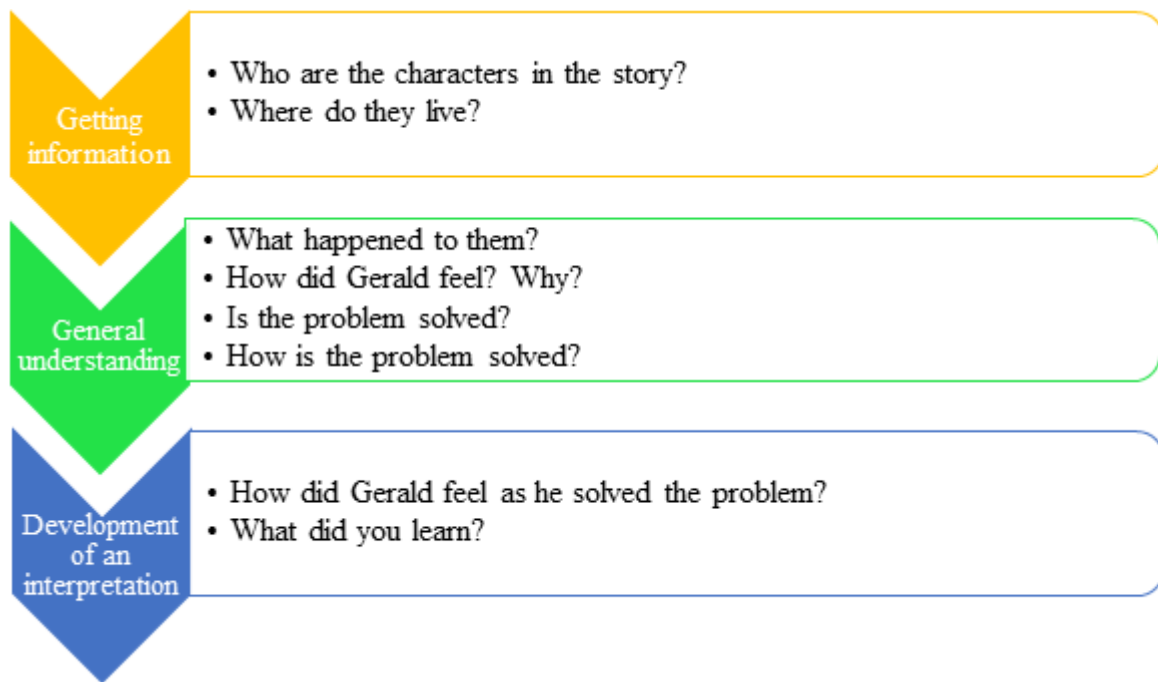 Getting
information
• Who are the characters in the story?
• Where do they live?
General
understanding
• What happened to them?
• How did Gerald feel? Why?
• Is the problem solved?
• How is the problem solved?
Development
of an
interpretation
• How did Gerald feel as he solved the problem?
• What did you learn?